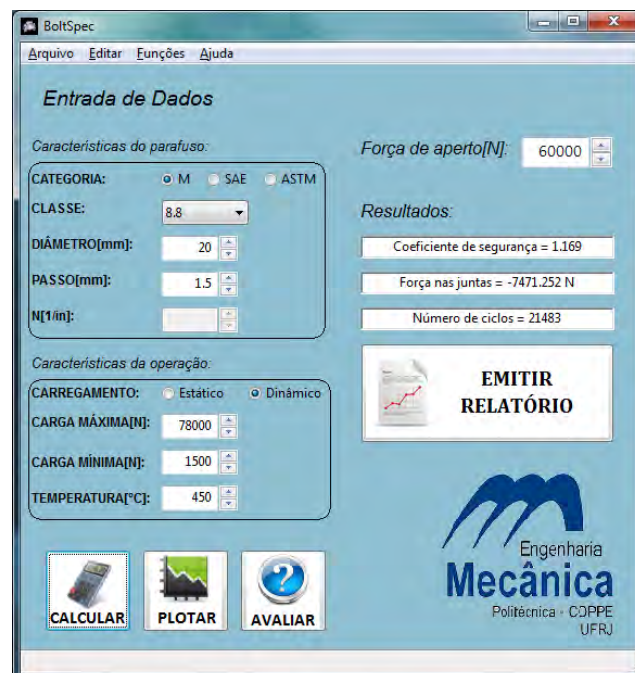 BoltSpec
Arquivo Editar Funções Ajuda
Entrada de Dados
Características do parafuso:
CATEGORIA: M SAE ASTM
CLASSE: 8.8
DIÂMETRO[mm]: 20
PASSO[mm]: 1.5
N[1/in]:
Força de aperto[N]: 60000
Resultados:
Coeficiente de segurança = 1.169
Força nas juntas = -7471.252 N
Número de ciclos = 21483
Características da operação:
CARREGAMENTO: Estático Dinâmico
CARGA MÁXIMA[N]: 78000
CARGA MÍNIMA[N]: 1500
TEMPERATURA[°C]: 450
EMITIR
RELATÓRIO
CALCULAR
PLOTAR
AVALIAR
Engenharia
Mecânica
Politécnica - COPPE
UFRJ